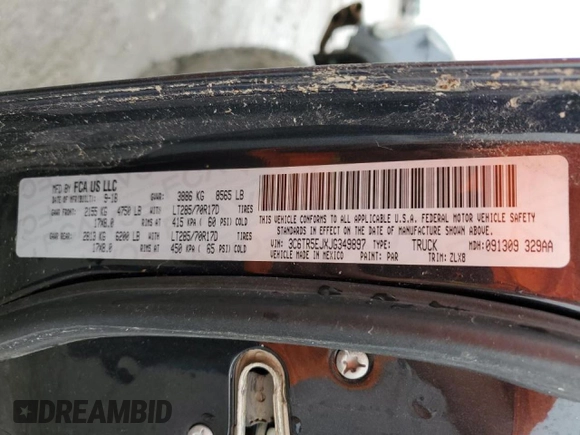 MFD BY FCA US LLC
DATE OF MFR(BUILT): 9-18 GVWR: 3886 KG 8565 LB
GAWR FRONT: 2155 KG 4750 LB WITH LT285/70R17D TIRES
17X8.0 RIMS AT 415 KPA ( 60 PSI) COLD
GAWR REAR: 2813 KG 6200 LB WITH LT285/70R17D TIRES
17X8.0 RIMS AT 450 KPA ( 65 PSI) COLD
THIS VEHICLE CONFORMS TO ALL APPLICABLE U.S.A. FEDERAL MOTOR VEHICLE SAFETY
STANDARDS IN EFFECT ON THE DATE OF MANUFACTURE SHOWN ABOVE.
VIN: 3C6TR5EJXJG349897 TYPE: TRUCK MDH: 091309 329AA
VEHICLE MADE IN MEXICO PAINT: PAR TRIM: ZLX8
DREAMBID